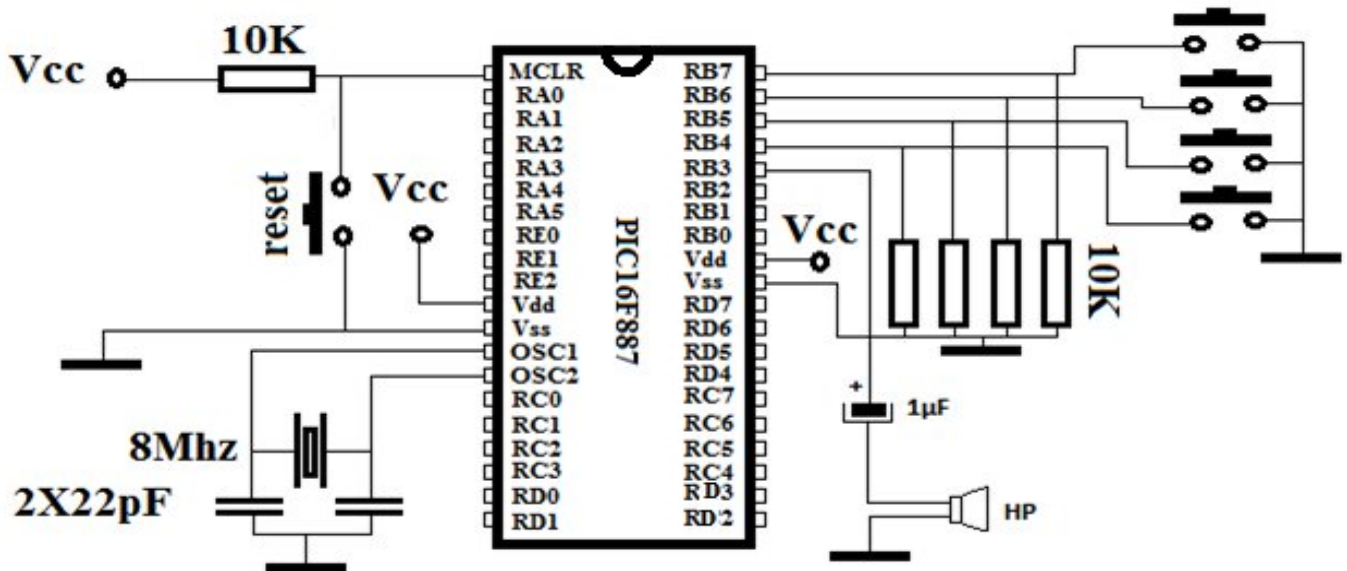 10K
Vcc
reset
Vcc
8Mhz
2X22pF
MCLR
RA0
RA1
RA2
RA3
RA4
RA5
RE0
RE1
RE2
Vdd
Vss
OSC1
OSC2
RC0
RC1
RC2
RC3
RD0
RD1
PIC16F887
RB7
RB6
RB5
RB4
RB3
RB2
RB1
RB0
Vdd
Vss
RD7
RD6
RD5
RD4
RC7
RC6
RC5
RC4
RD3
RD'2
Vcc
10K
+
1µF
HP